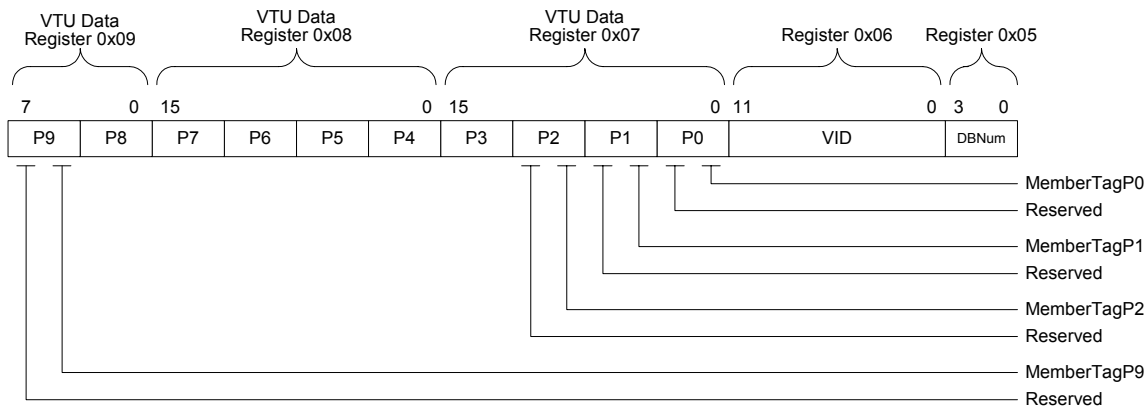 VTU Data
Register 0x09
VTU Data
Register 0x08
VTU Data
Register 0x07
Register 0x06
Register 0x05
7 0 15 0 15 0 11 0 3 0
P9 P8 P7 P6 P5 P4 P3 P2 P1 P0 VID DBNum
MemberTagP0
Reserved
MemberTagP1
Reserved
MemberTagP2
Reserved
MemberTagP9
Reserved